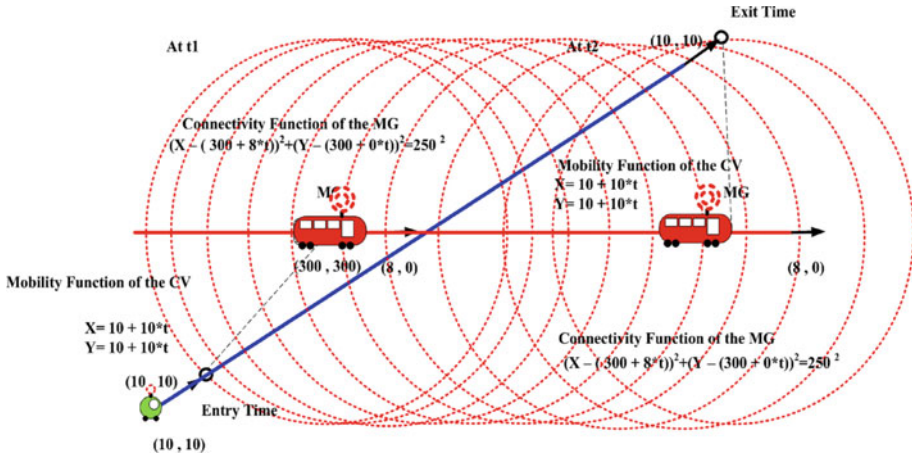 Exit Time
At t1
At t2
(10 , 10)
Connectivity Function of the MG
(X – ( 300 + 8*t))²+(Y – (300 + 0*t))²=250 ²
Mobility Function of the CV
X= 10 + 10*t
Y= 10 + 10*t
M
MG
(300 , 300)
(8 , 0)
(8 , 0)
Mobility Function of the CV
X= 10 + 10*t
Y= 10 + 10*t
Connectivity Function of the MG
(X – ( 300 + 8*t))²+(Y – (300 + 0*t))²=250 ²
(10 , 10)
Entry Time
(10 , 10)